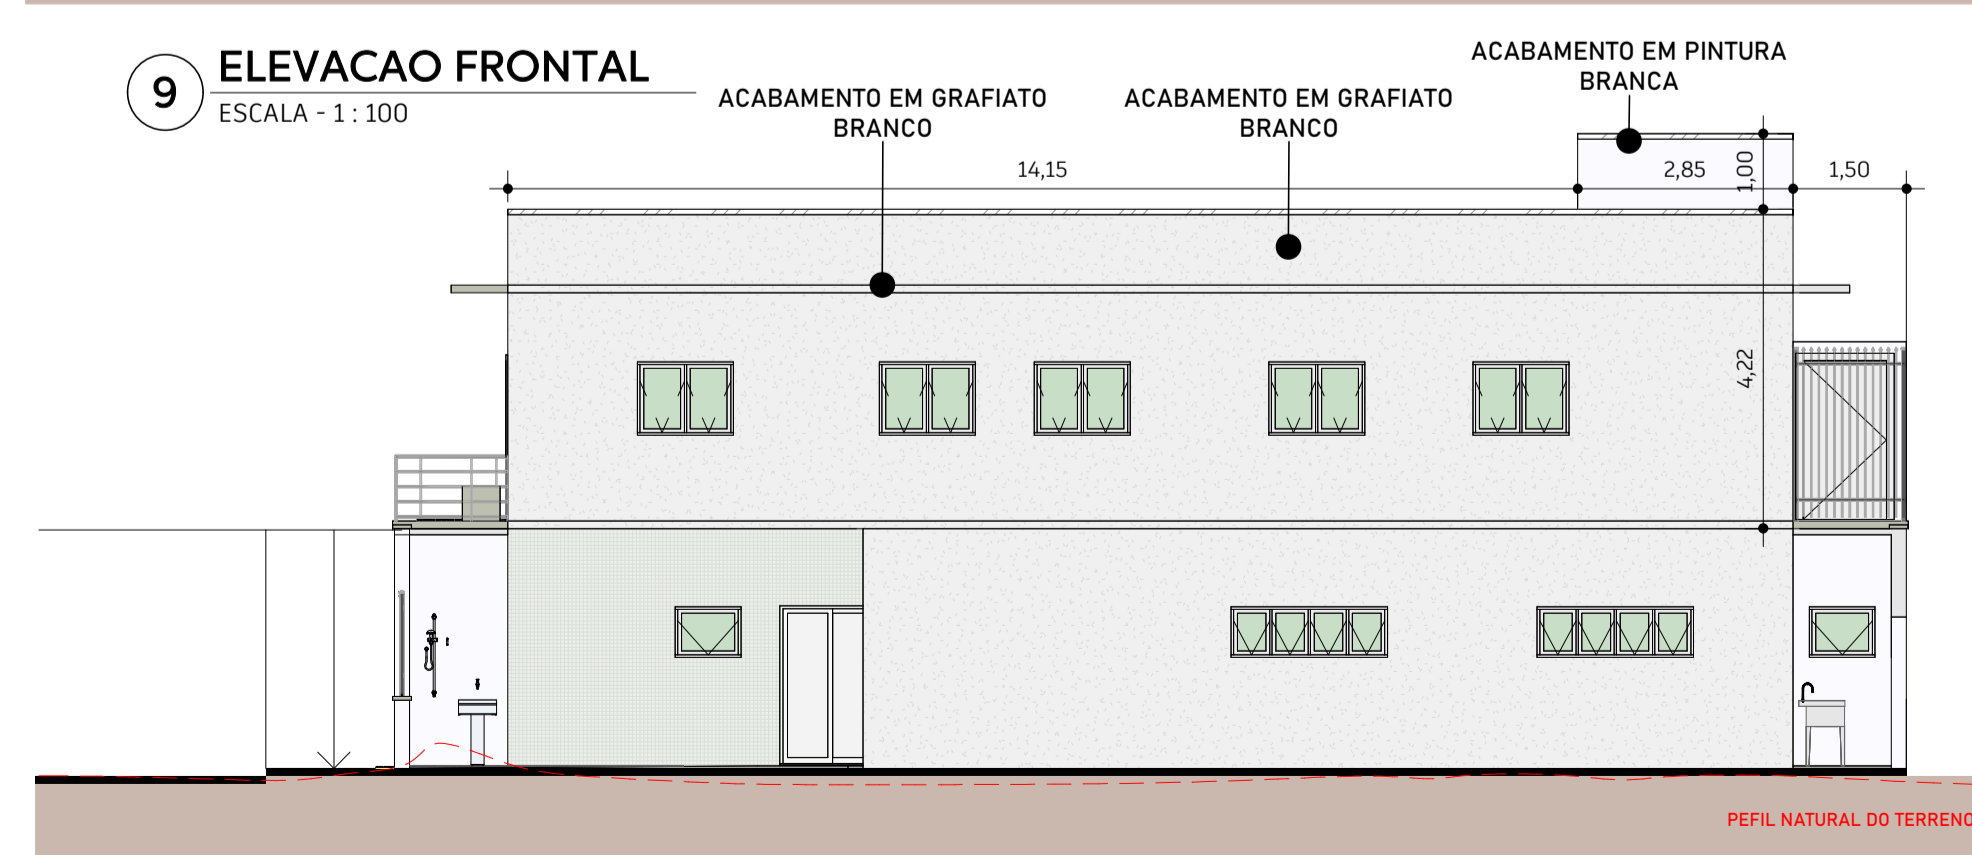 9
ELEVACAO FRONTAL
ESCALA - 1 : 100
ACABAMENTO EM GRAFIATO
BRANCO
ACABAMENTO EM GRAFIATO
BRANCO
ACABAMENTO EM PINTURA
BRANCA
14,15
2,85
1,00
1,50
4,22
PEFIL NATURAL DO TERRENO